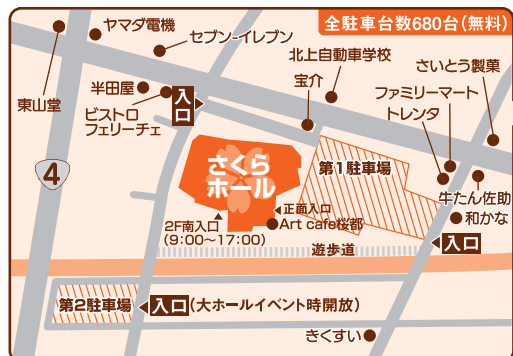 全駐車台数680台(無料)
ヤマダ電機
セブン-イレブン
北上自動車学校
さいとう製菓
宝介
ファミリーマート
トレンタ
東山堂
半田屋
ビストロ
フェリーチェ
入口
4
さくら
ホール
第1駐車場
牛たん佐助
和かな
正面入口
Art cafe桜都
2F南入口
(9:00〜17:00)
遊歩道
入口
第2駐車場
入口(大ホールイベント時開放)
きくすい